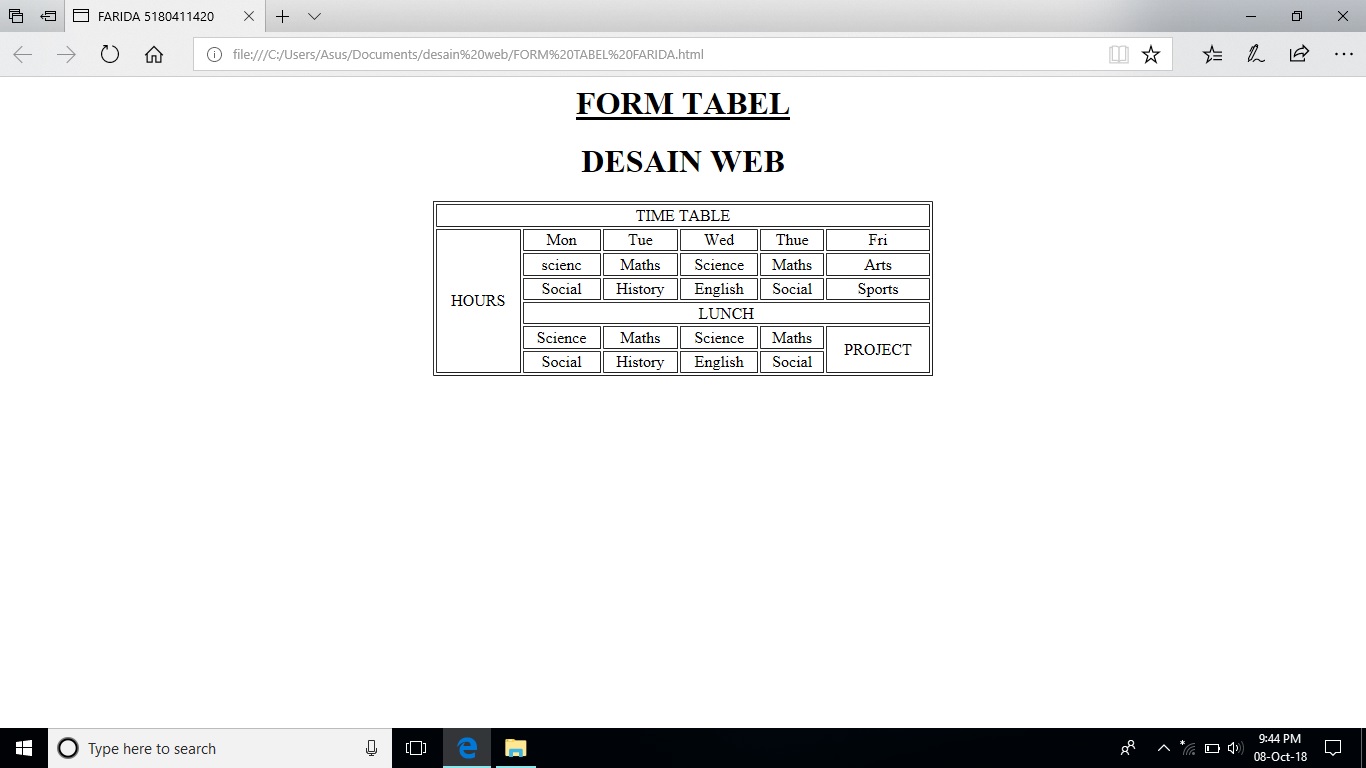 FARIDA 5180411420
file:///C:/Users/Asus/Documents/desain%20web/FORM%20TABEL%20FARIDA.html
FORM TABEL
DESAIN WEB
TIME TABLE
HOURS
Mon Tue Wed Thue Fri
scienc Maths Science Maths Arts
Social History English Social Sports
LUNCH
Science Maths Science Maths PROJECT
Social History English Social
Type here to search
9:44 PM
08-Oct-18